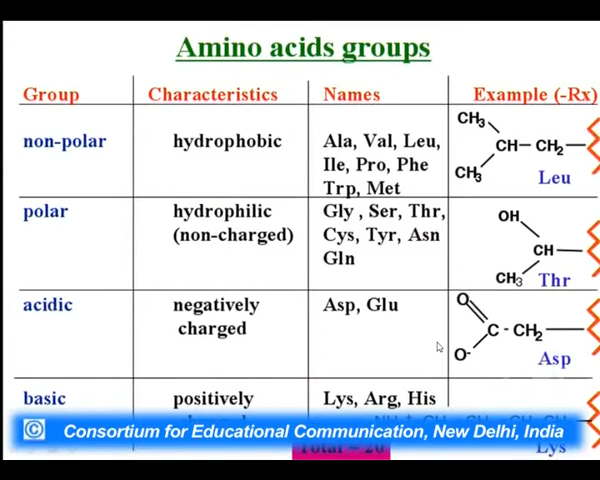 Amino acids groups
Group Characteristics Names Example (-Rx)
non-polar hydrophobic Ala, Val, Leu,
Ile, Pro, Phe
Trp, Met
CH3
CH CH2
CH3
Leu
polar hydrophilic
(non-charged)
Gly , Ser, Thr,
Cys, Tyr, Asn
Gln
OH
CH
CH3 Thr
acidic negatively
charged
Asp, Glu
O
C - CH2
O-
Asp
basic positively Lys, Arg, His
© Consortium for Educational Communication, New Delhi, India
Total = 20
Lys